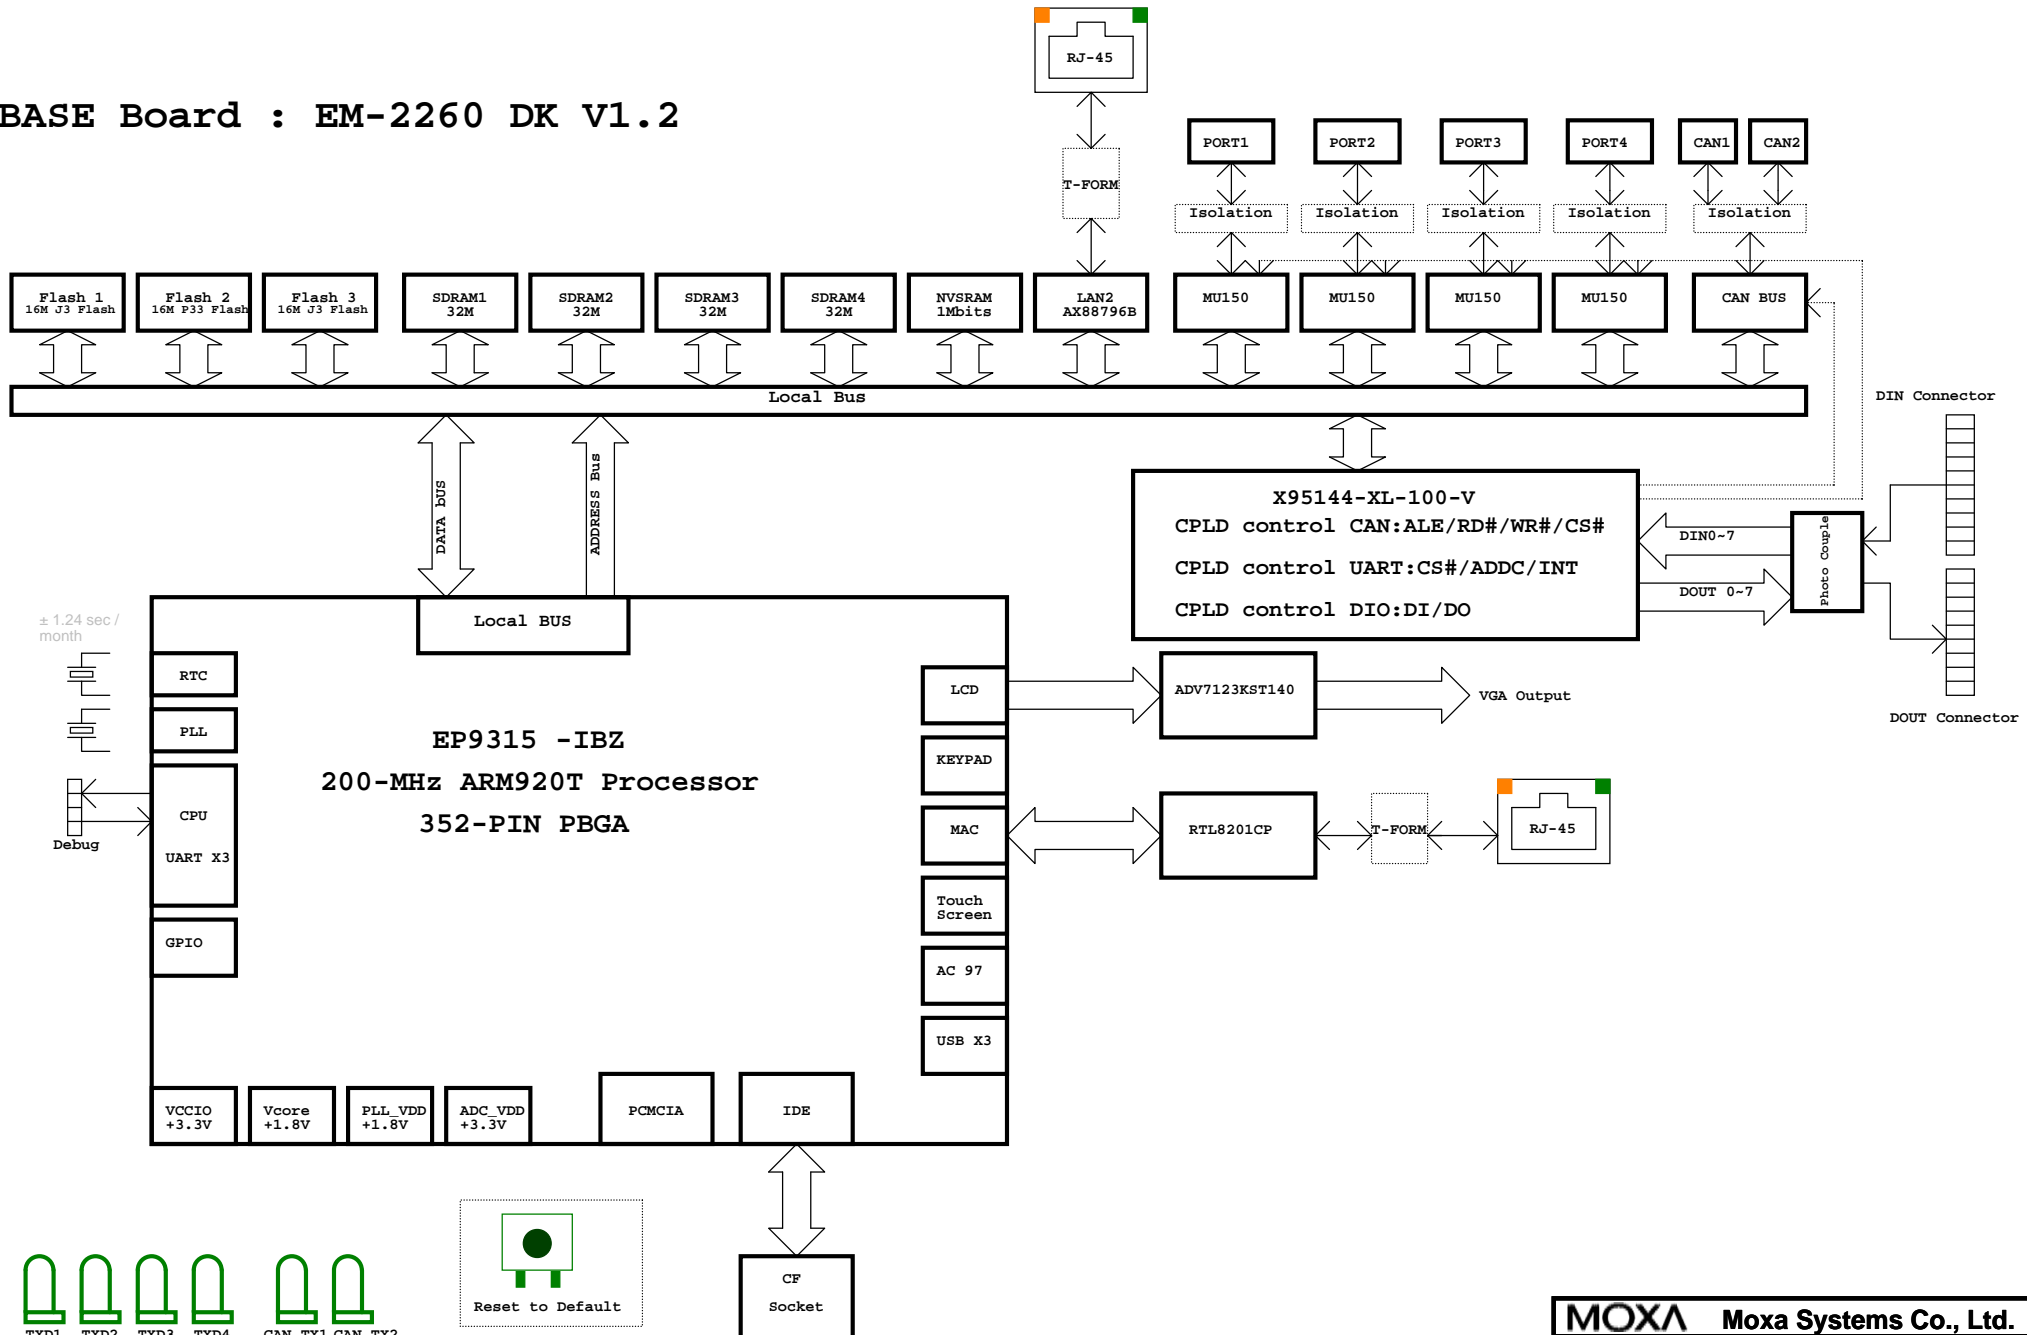 RJ-45
BASE Board : EM-2260 DK V1.2
PORT1
PORT2
PORT3
PORT4
CAN1
CAN2
T-FORM
Isolation
Isolation
Isolation
Isolation
Isolation
Flash 1
16M J3 Flash
Flash 2
16M P33 Flash
Flash 3
16M J3 Flash
SDRAM1
32M
SDRAM2
32M
SDRAM3
32M
SDRAM4
32M
NVSRAM
1Mbits
LAN2
AX88796B
MU150
MU150
MU150
MU150
CAN BUS
Local Bus
DIN Connector
DATA bUS
ADDRESS Bus
X95144-XL-100-V
CPLD control CAN:ALE/RD#/WR#/CS#
CPLD control UART:CS#/ADDC/INT
CPLD control DIO:DI/DO
DIN0~7
DOUT 0~7
Photo Couple
DOUT Connector
± 1.24 sec /
month
Local BUS
RTC
PLL
CPU
UART X3
Debug
GPIO
EP9315 -IBZ
200-MHz ARM920T Processor
352-PIN PBGA
LCD
KEYPAD
MAC
Touch
Screen
AC 97
USB X3
ADV7123KST140
VGA Output
RTL8201CP
T-FORM
RJ-45
VCCIO
+3.3V
Vcore
+1.8V
PLL_VDD
+1.8V
ADC_VDD
+3.3V
PCMCIA
IDE
CF
Socket
Reset to Default
TXD1
TXD2
TXD3
TXD4
CAN TX1
CAN TX2
MOXA
Moxa Systems Co., Ltd.